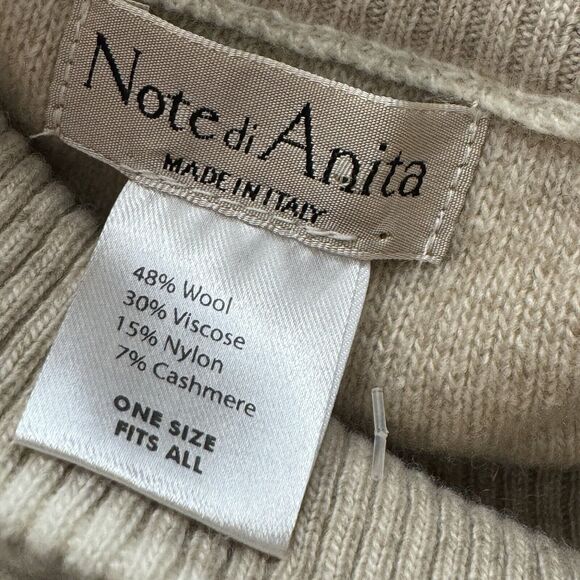 Note di Anita
MADE IN ITALY
48% Wool
30% Viscose
15% Nylon
7% Cashmere
ONE SIZE
FITS ALL